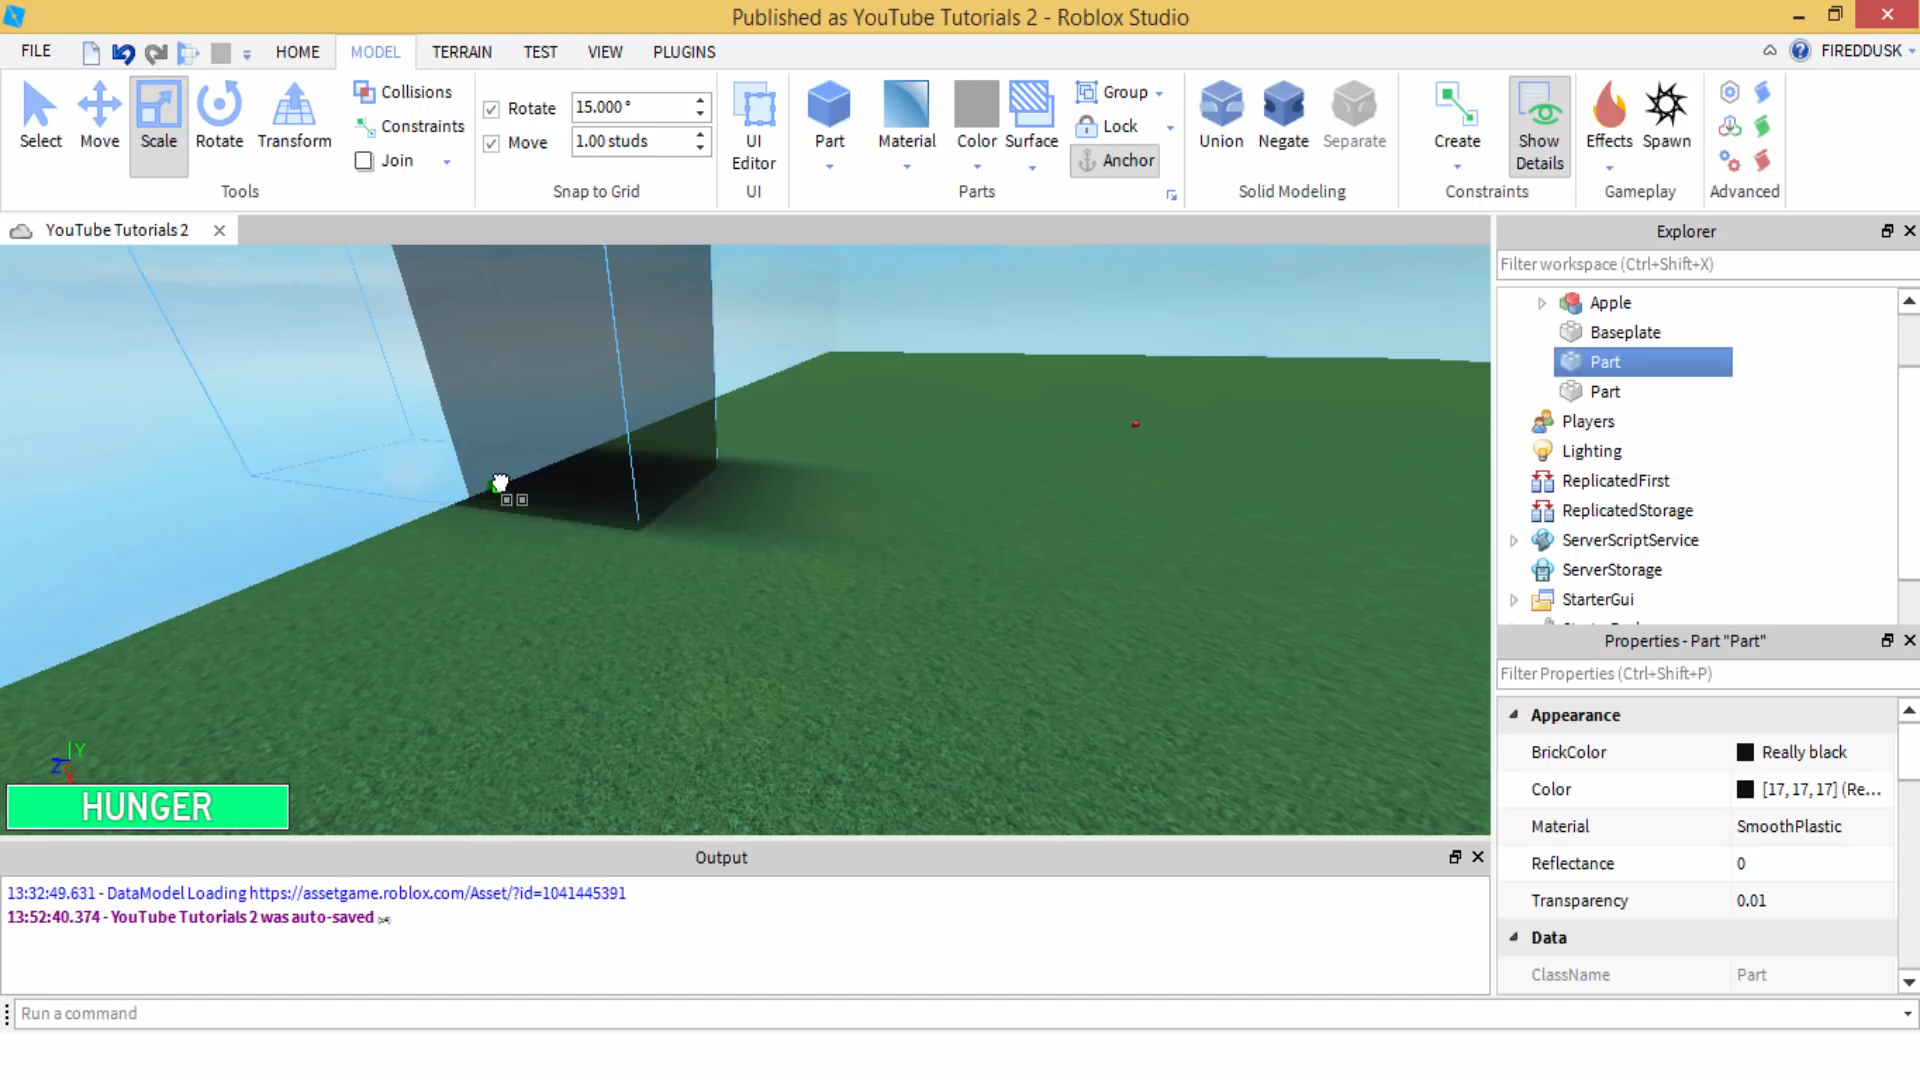 Published as YouTube Tutorials 2 - Roblox Studio
FILE HOME MODEL TERRAIN TEST VIEW PLUGINS FIREDDUSK
Select Move Scale Rotate Transform
Collisions
Constraints
Join
Tools
Rotate 15.000 °
Move 1.00 studs
Snap to Grid
UI Editor
UI
Part Material Color Surface
Group
Lock
Anchor
Parts
Union Negate Separate
Solid Modeling
Create Show Details
Constraints
Effects Spawn
Gameplay
Advanced
YouTube Tutorials 2
Y
Z
X
HUNGER
Explorer
Filter workspace (Ctrl+Shift+X)
Apple
Baseplate
Part
Part
Players
Lighting
ReplicatedFirst
ReplicatedStorage
ServerScriptService
ServerStorage
StarterGui
Properties - Part "Part"
Filter Properties (Ctrl+Shift+P)
Appearance
BrickColor Really black
Color [17, 17, 17] (Re...
Material SmoothPlastic
Reflectance 0
Transparency 0.01
Data
ClassName Part
Output
13:32:49.631 - DataModel Loading https://assetgame.roblox.com/Asset/?id=1041445391
13:52:40.374 - YouTube Tutorials 2 was auto-saved
Run a command